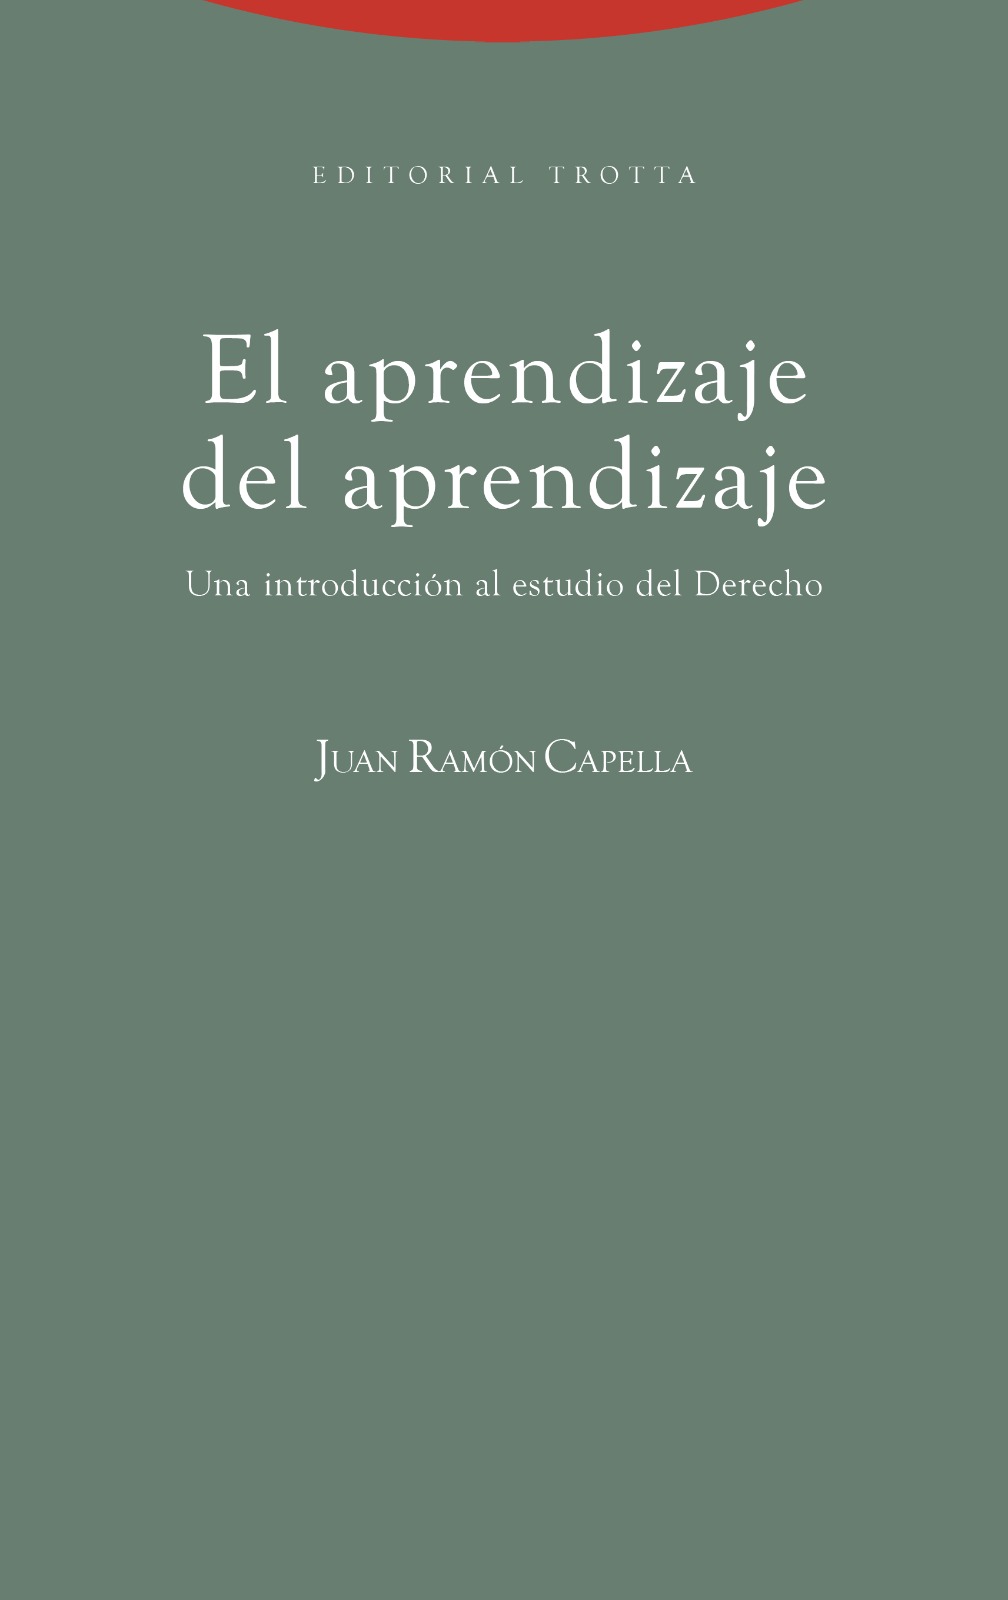 EDITORIAL TROTTA
El aprendizaje
del aprendizaje
Una introducción al estudio del Derecho
JUAN RAMÓN CAPELLA